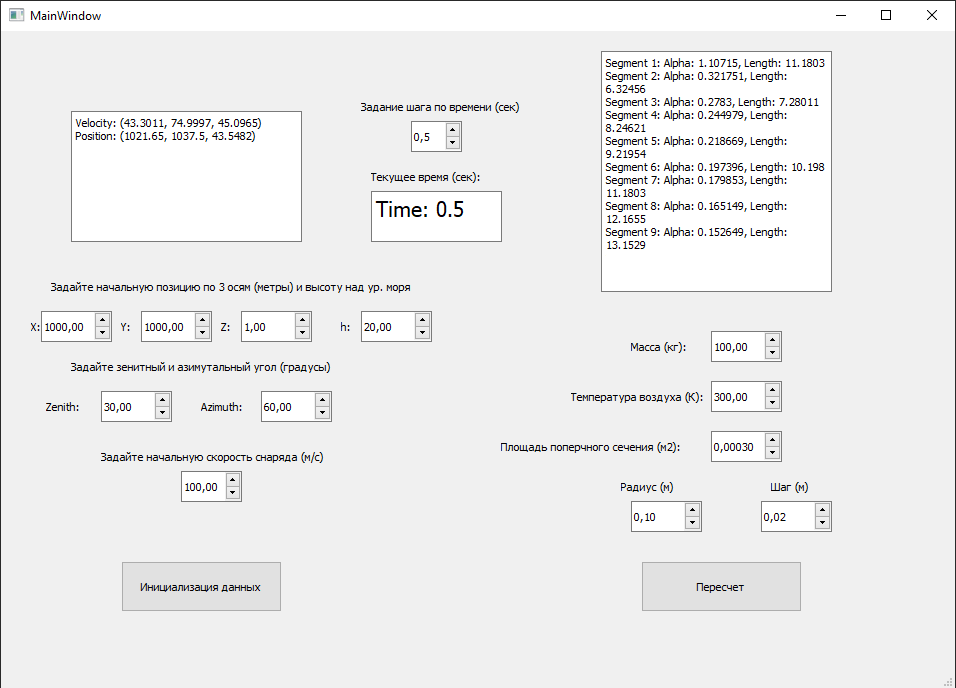 MainWindow
Velocity: (43.3011, 74.9997, 45.0965)
Position: (1021.65, 1037.5, 43.5482)
Задание шага по времени (сек)
0,5
Текущее время (сек):
Time: 0.5
Segment 1: Alpha: 1.10715, Length: 11.1803
Segment 2: Alpha: 0.321751, Length:
6.32456
Segment 3: Alpha: 0.2783, Length: 7.28011
Segment 4: Alpha: 0.244979, Length:
8.24621
Segment 5: Alpha: 0.218669, Length:
9.21954
Segment 6: Alpha: 0.197396, Length: 10.198
Segment 7: Alpha: 0.179853, Length:
11.1803
Segment 8: Alpha: 0.165149, Length:
12.1655
Segment 9: Alpha: 0.152649, Length:
13.1529
Задайте начальную позицию по 3 осям (метры) и высоту над ур. моря
X: 1000,00 Y: 1000,00 Z: 1,00 h: 20,00
Задайте зенитный и азимутальный угол (градусы)
Zenith: 30,00 Azimuth: 60,00
Задайте начальную скорость снаряда (м/с)
100,00
Масса (кг): 100,00
Температура воздуха (К): 300,00
Площадь поперчного сечения (м2): 0,00030
Радиус (м) Шаг (м)
0,10 0,02
Инициализация данных
Пересчет